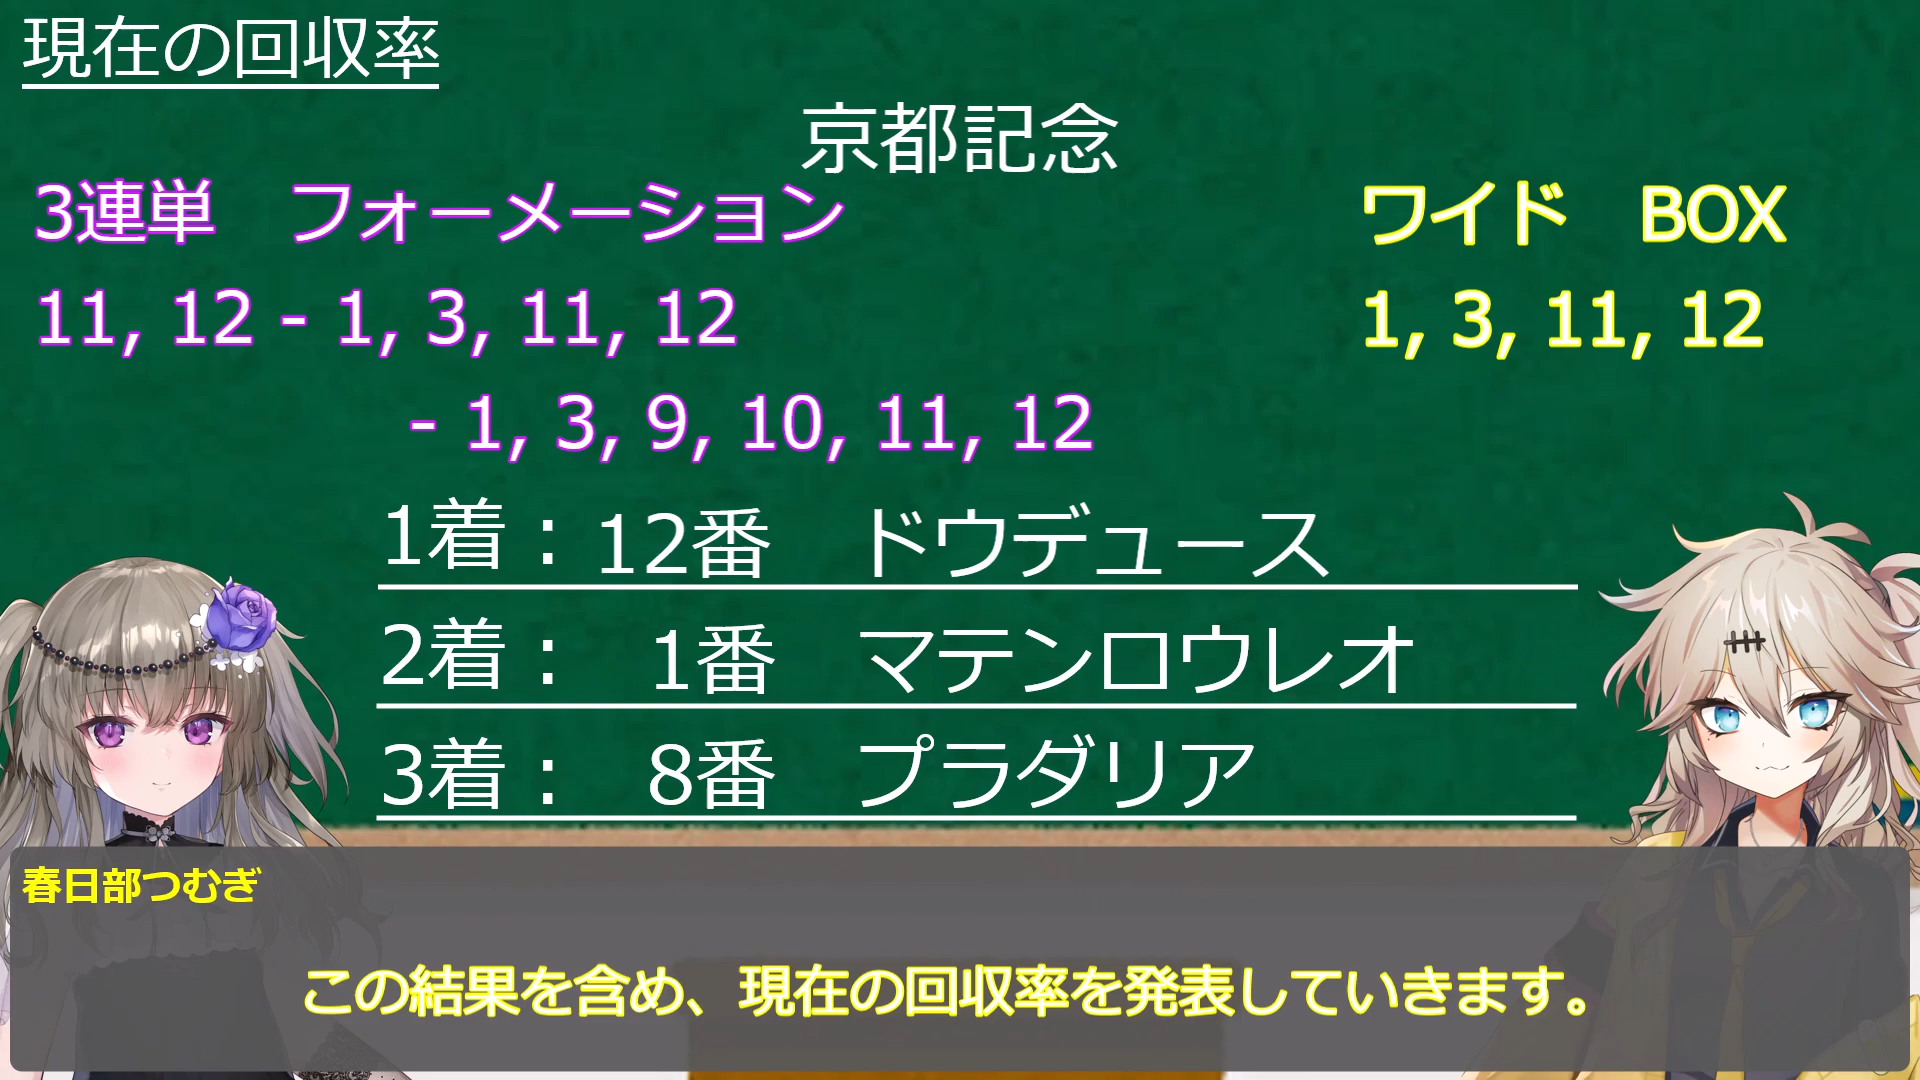 現在の回収率
京都記念
3連単　フォーメーション
11, 12 - 1, 3, 11, 12
- 1, 3, 9, 10, 11, 12
ワイド　BOX
1, 3, 11, 12
1着： 12番　ドウデュース
2着：　1番　マテンロウレオ
3着：　8番　プラダリア
春日部つむぎ
この結果を含め、現在の回収率を発表していきます。